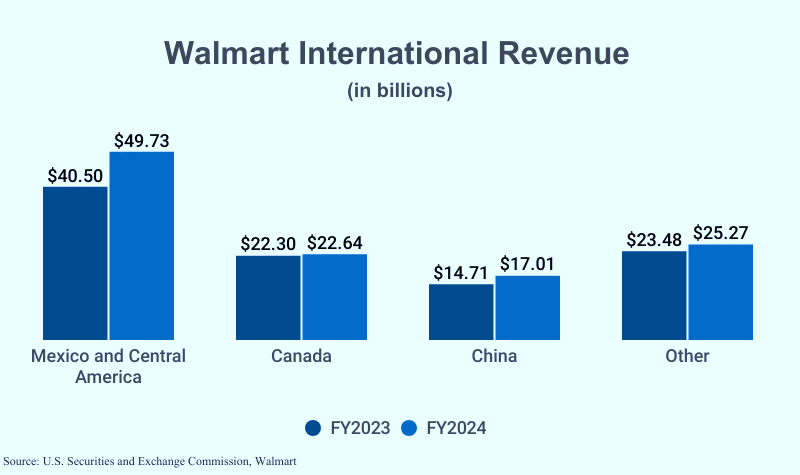 Walmart International Revenue
(in billions)
$40.50 $49.73
$22.30 $22.64
$14.71 $17.01
$23.48 $25.27
Mexico and Central
America
Canada
China
Other
FY2023 FY2024
Source: U.S. Securities and Exchange Commission, Walmart